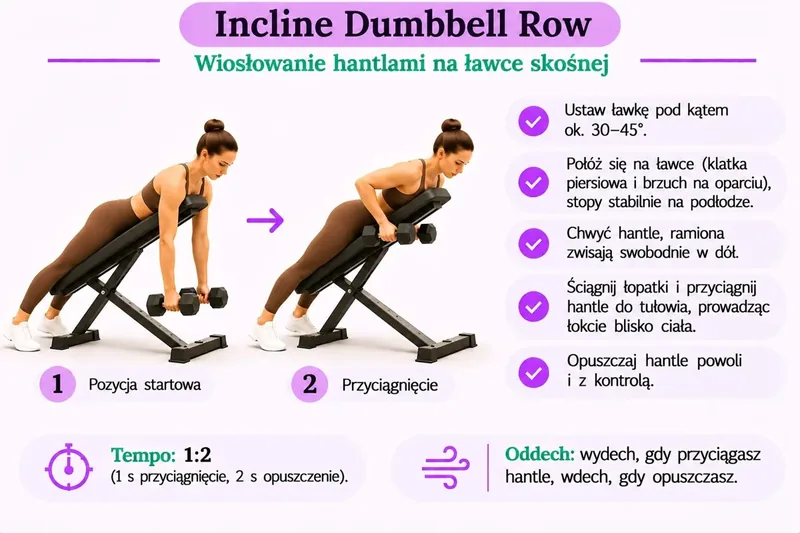 Incline Dumbbell Row
Wiosłowanie hantlami na ławce skośnej
Ustaw ławkę pod kątem
ok. 30–45°.
Połóż się na ławce (klatka
piersiowa i brzuch na oparciu),
stopy stabilnie na podłodze.
Chwyć hantle, ramiona
zwisają swobodnie w dół.
Ściągnij łopatki i przyciągnij
hantle do tułowia, prowadząc
łokcie blisko ciała.
Opuszczaj hantle powoli
i z kontrolą.
1 Pozycja startowa
2 Przyciągnięcie
Tempo: 1:2
(1 s przyciągnięcie, 2 s opuszczenie).
Oddech: wydech, gdy przyciągasz
hantle, wdech, gdy opuszczasz.